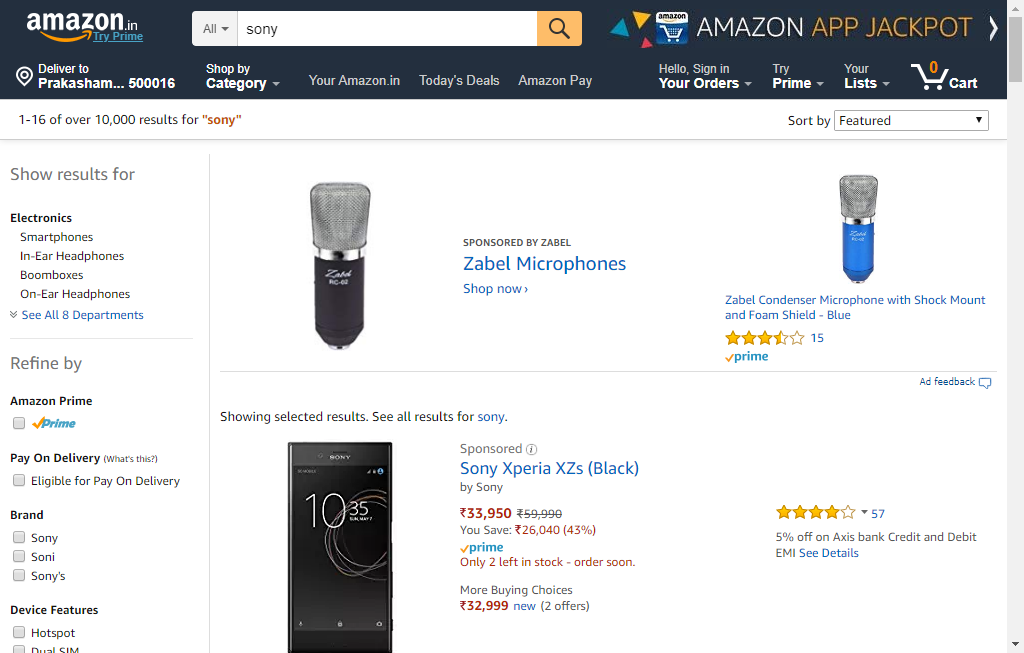 amazon.in
Try Prime
All
sony
amazon
AMAZON APP JACKPOT
Deliver to
Prakasham... 500016
Shop by
Category
Your Amazon.in
Today's Deals
Amazon Pay
Hello, Sign in
Your Orders
Try
Prime
Your
Lists
0
Cart
1-16 of over 10,000 results for "sony"
Sort by Featured
Show results for
Electronics
Smartphones
In-Ear Headphones
Boomboxes
On-Ear Headphones
See All 8 Departments
Refine by
Amazon Prime
Prime
Pay On Delivery (What's this?)
Eligible for Pay On Delivery
Brand
Sony
Soni
Sony's
Device Features
Hotspot
Dual SIM
Zabel
RC-02
SPONSORED BY ZABEL
Zabel Microphones
Shop now ›
Zabel
RC-02
Zabel Condenser Microphone with Shock Mount
and Foam Shield - Blue
15
prime
Ad feedback
Showing selected results. See all results for sony.
SONY
10 35
SUN, MAY 7
Sponsored
Sony Xperia XZs (Black)
by Sony
₹33,950 ₹59,990
You Save: ₹26,040 (43%)
prime
Only 2 left in stock - order soon.
More Buying Choices
₹32,999 new (2 offers)
57
5% off on Axis bank Credit and Debit
EMI See Details